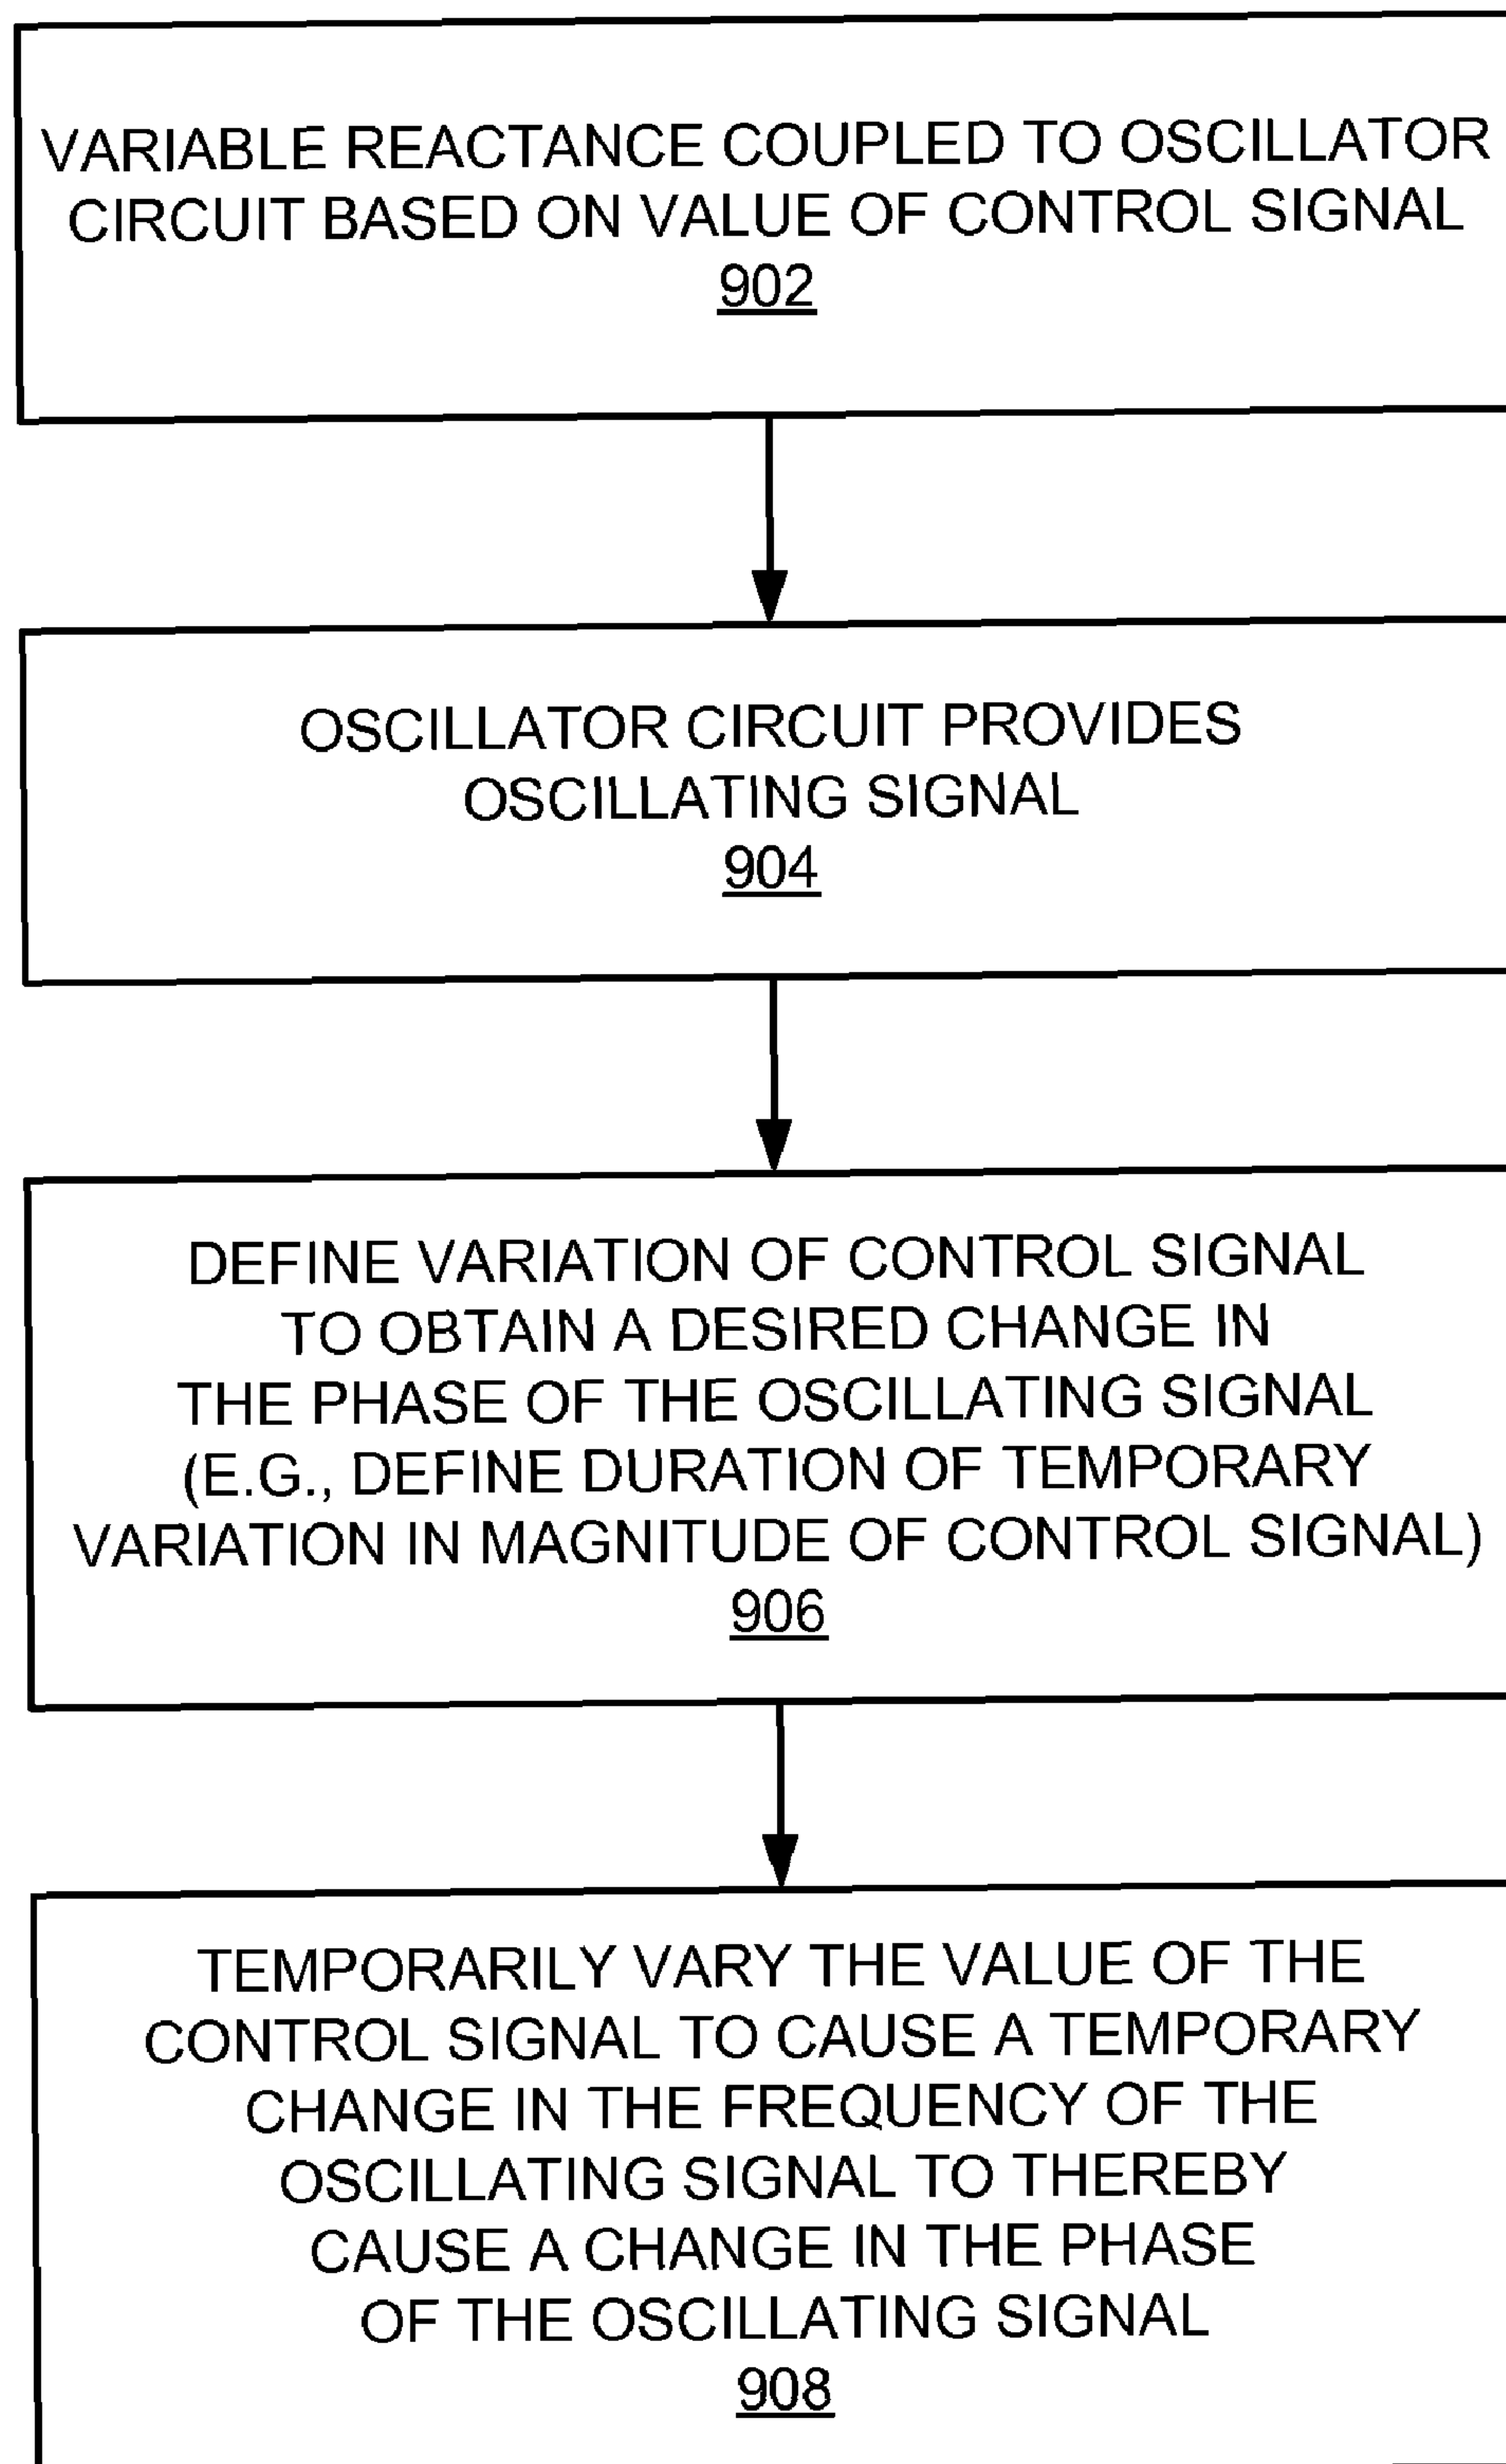 VARIABLE REACTANCE COUPLED TO OSCILLATOR
CIRCUIT BASED ON VALUE OF CONTROL SIGNAL
902
OSCILLATOR CIRCUIT PROVIDES
OSCILLATING SIGNAL
904
DEFINE VARIATION OF CONTROL SIGNAL
TO OBTAIN A DESIRED CHANGE IN
THE PHASE OF THE OSCILLATING SIGNAL
(E.G., DEFINE DURATION OF TEMPORARY
VARIATION IN MAGNITUDE OF CONTROL SIGNAL)
906
TEMPORARILY VARY THE VALUE OF THE
CONTROL SIGNAL TO CAUSE A TEMPORARY
CHANGE IN THE FREQUENCY OF THE
OSCILLATING SIGNAL TO THEREBY
CAUSE A CHANGE IN THE PHASE
OF THE OSCILLATING SIGNAL
908